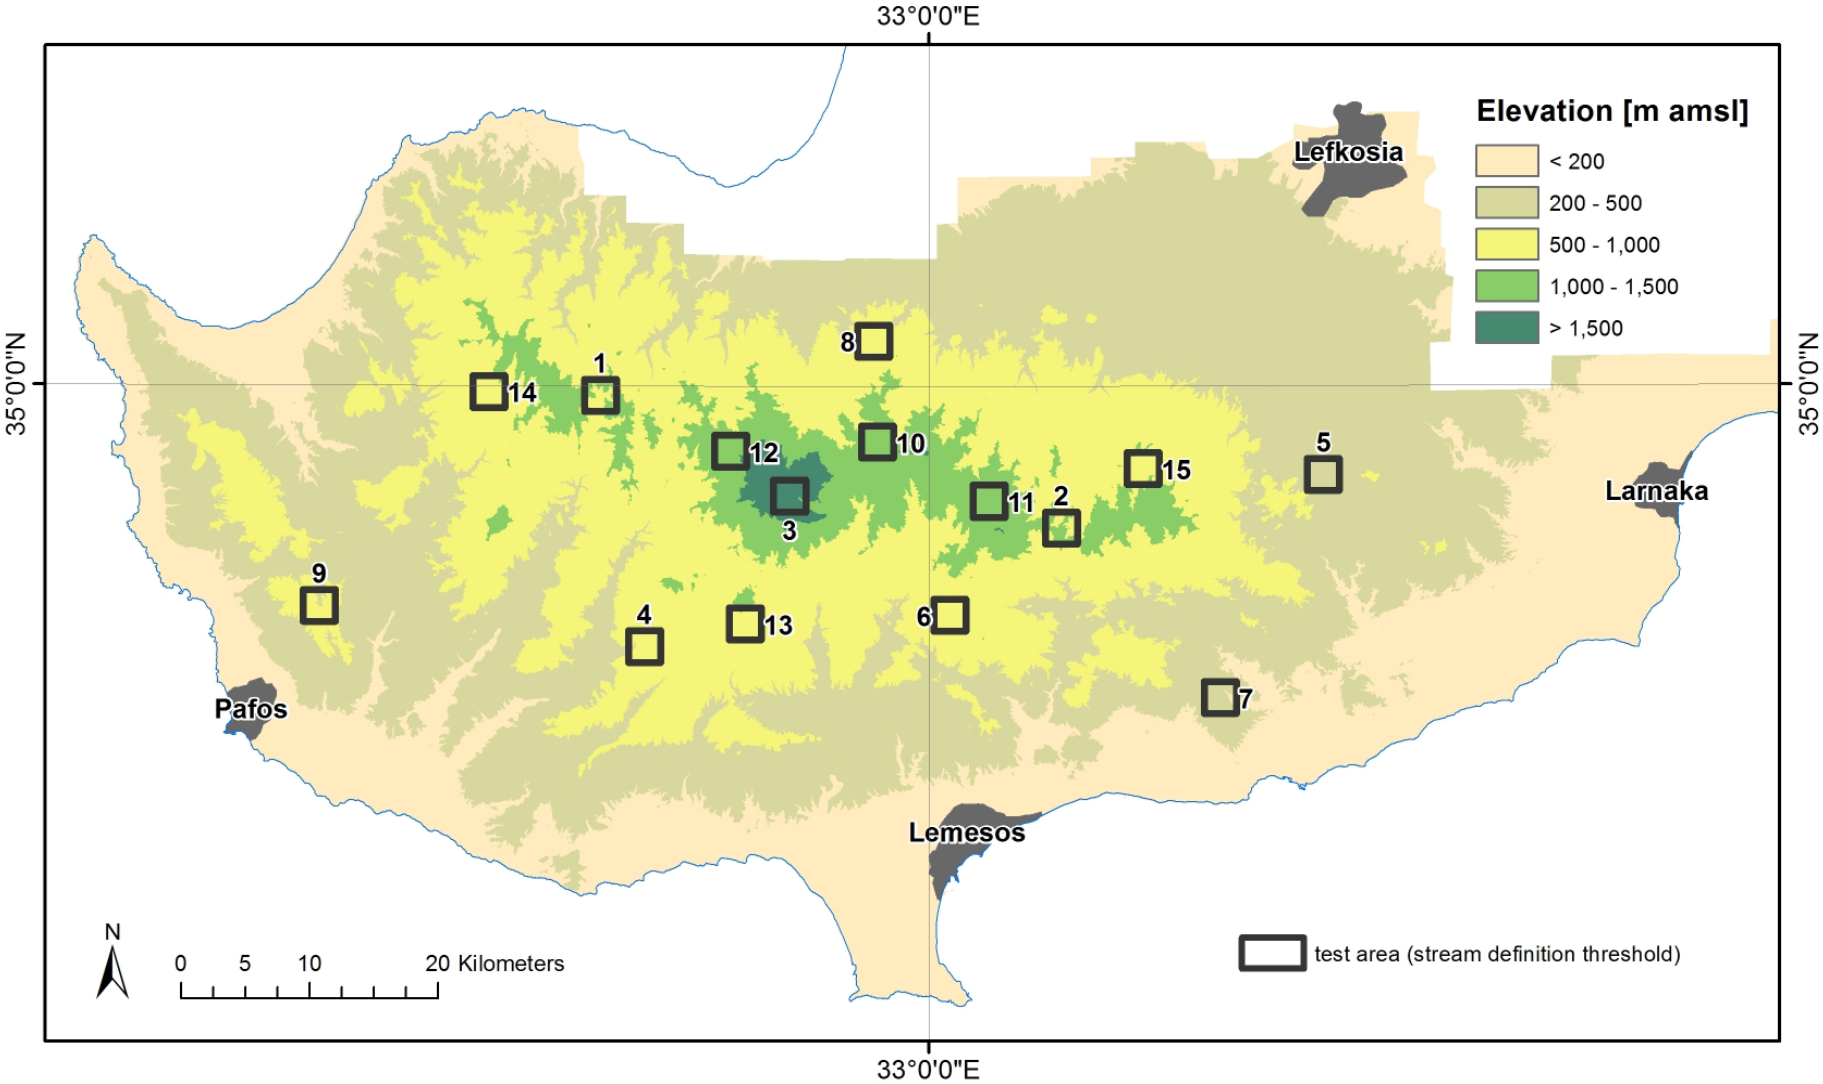 33°0'0"E
Elevation [m amsl]
< 200
200 - 500
500 - 1,000
1,000 - 1,500
> 1,500
Lefkosia
35°0'0"N
35°0'0"N
8
1
14
12
10
3
11
2
15
5
Larnaka
9
4
13
6
7
Pafos
Lemesos
N
0 5 10 20 Kilometers
test area (stream definition threshold)
33°0'0"E